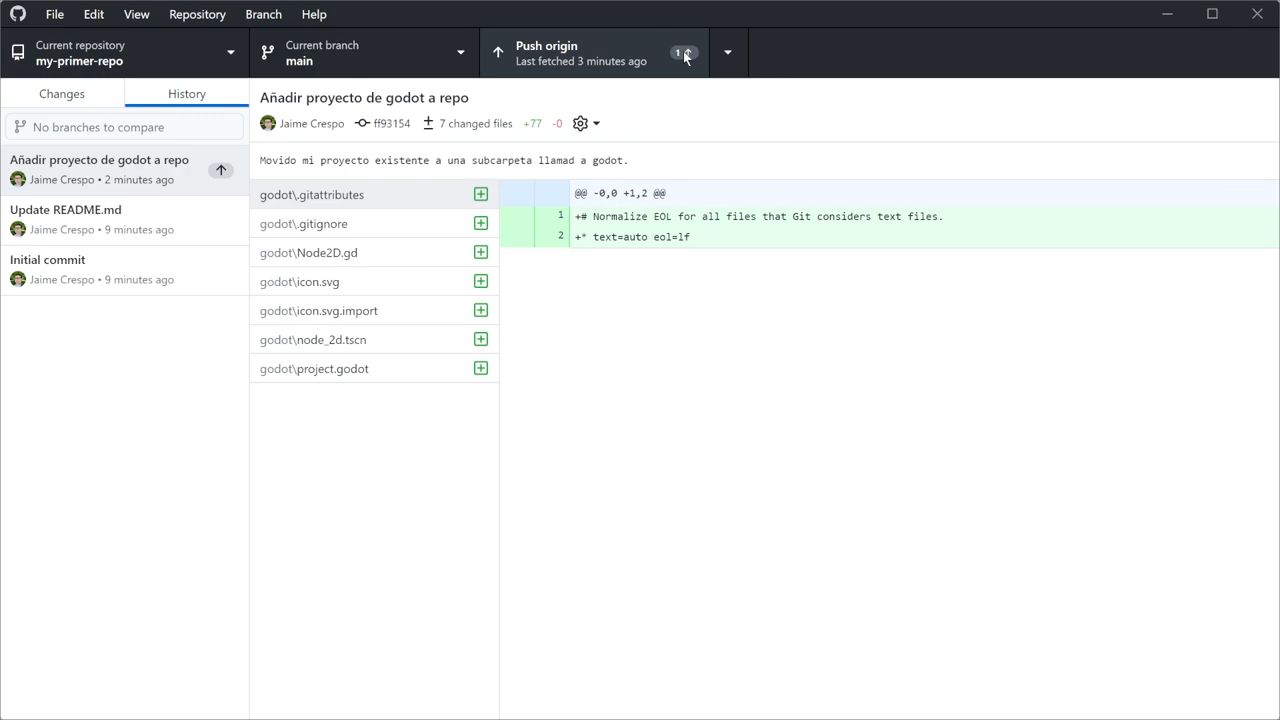 File Edit View Repository Branch Help
Current repository
my-primer-repo
Current branch
main
Push origin
Last fetched 3 minutes ago
1
Changes
History
No branches to compare
Añadir proyecto de godot a repo
Jaime Crespo • 2 minutes ago
Update README.md
Jaime Crespo • 9 minutes ago
Initial commit
Jaime Crespo • 9 minutes ago
Añadir proyecto de godot a repo
Jaime Crespo ff93154 7 changed files +77 -0
Movido mi proyecto existente a una subcarpeta llamad a godot.
godot\.gitattributes
godot\.gitignore
godot\Node2D.gd
godot\icon.svg
godot\icon.svg.import
godot\node_2d.tscn
godot\project.godot
@@ -0,0 +1,2 @@
1 +# Normalize EOL for all files that Git considers text files.
2 +* text=auto eol=lf